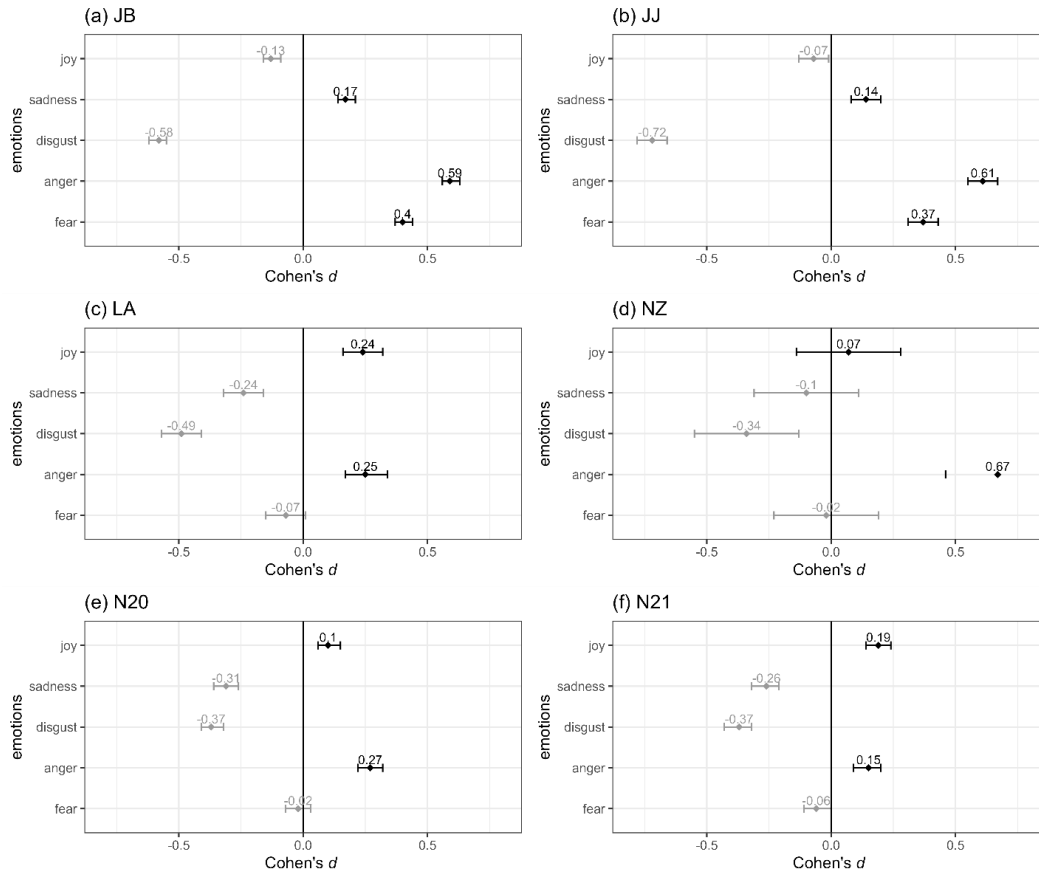 (a) JB
emotions
joy
-0.13
sadness
0.17
disgust
-0.58
anger
0.59
fear
0.4
-0.5 0.0 0.5
Cohen's d
(b) JJ
emotions
joy
-0.07
sadness
0.14
disgust
-0.72
anger
0.61
fear
0.37
-0.5 0.0 0.5
Cohen's d
(c) LA
emotions
joy
0.24
sadness
-0.24
disgust
-0.49
anger
0.25
fear
-0.07
-0.5 0.0 0.5
Cohen's d
(d) NZ
emotions
joy
0.07
sadness
-0.1
disgust
-0.34
anger
0.67
fear
-0.02
-0.5 0.0 0.5
Cohen's d
(e) N20
emotions
joy
0.1
sadness
-0.31
disgust
-0.37
anger
0.27
fear
-0.02
-0.5 0.0 0.5
Cohen's d
(f) N21
emotions
joy
0.19
sadness
-0.26
disgust
-0.37
anger
0.15
fear
-0.06
-0.5 0.0 0.5
Cohen's d